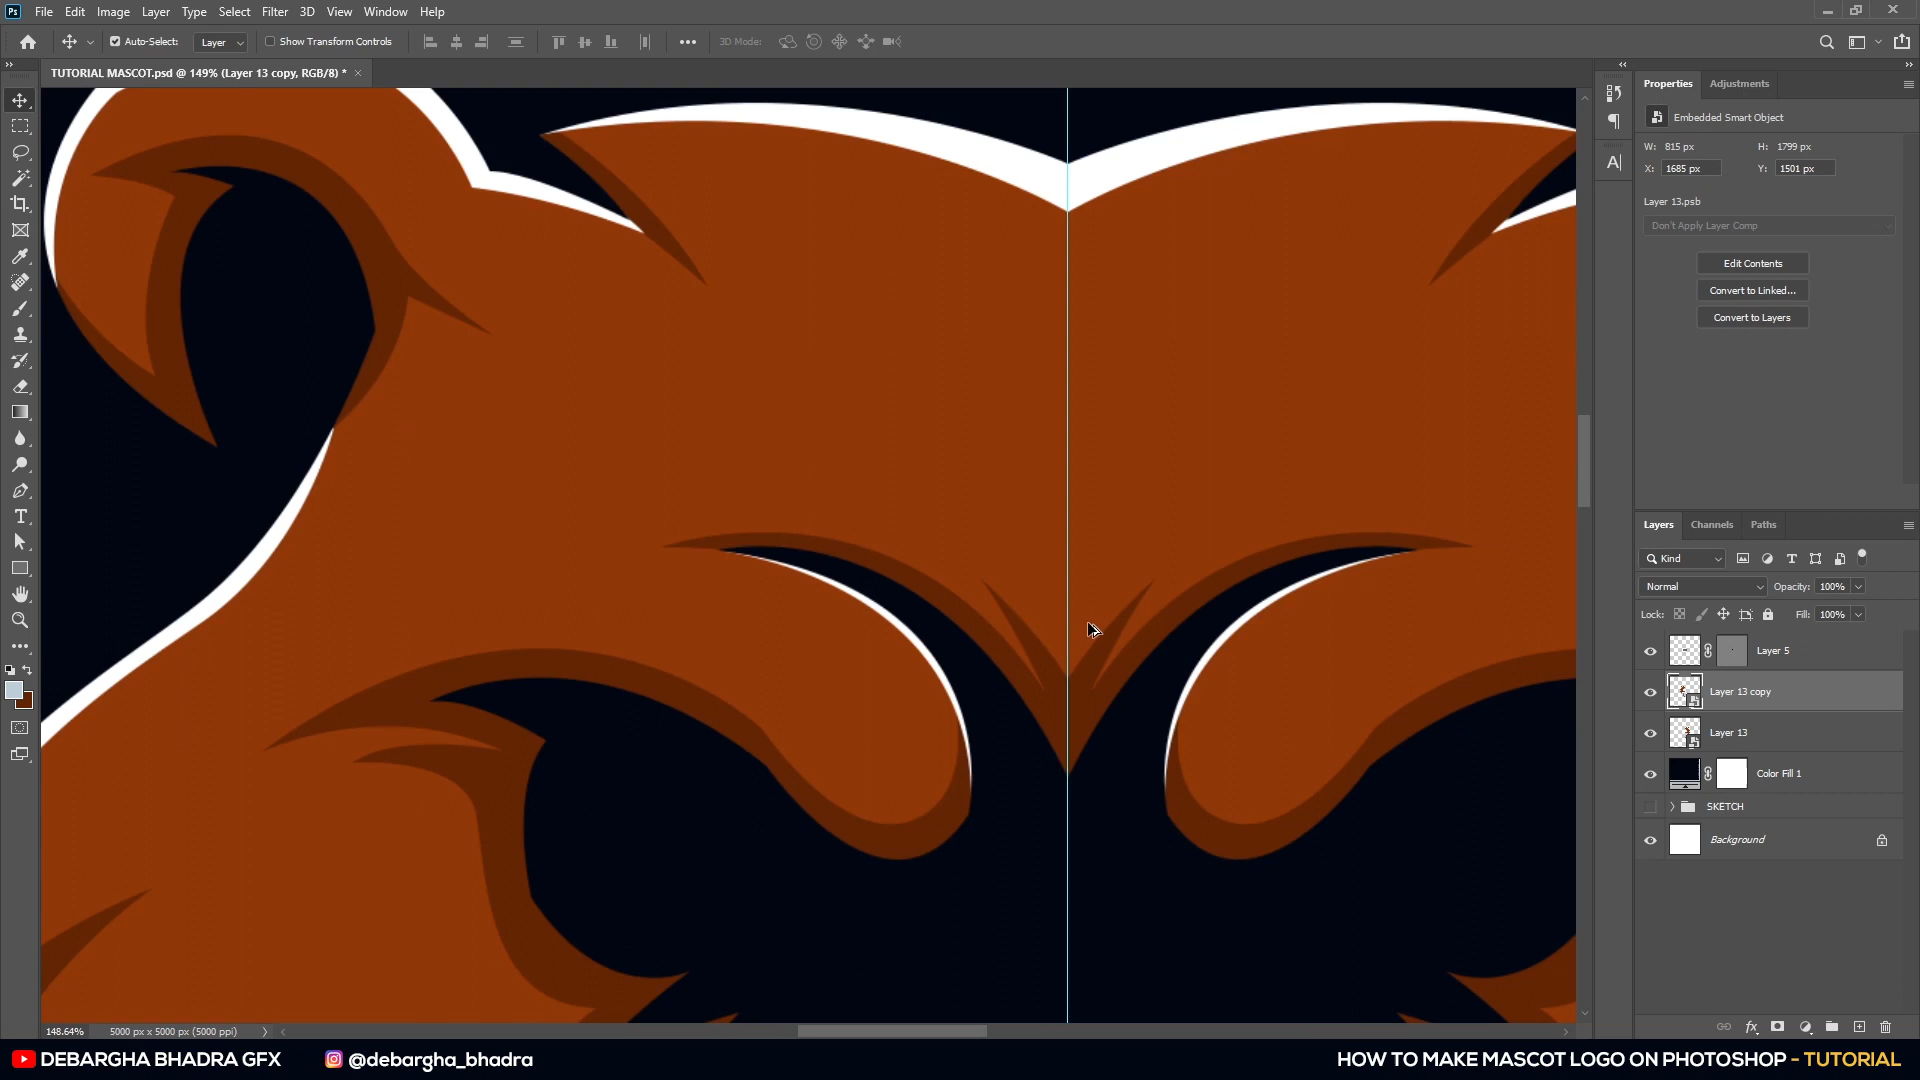 Ps File Edit Image Layer Type Select Filter 3D View Window Help
Auto-Select: Layer Show Transform Controls 3D Mode:
TUTORIAL MASCOT.psd @ 149% (Layer 13 copy, RGB/8) *
Properties Adjustments
Embedded Smart Object
W: 815 px H: 1799 px
X: 1685 px Y: 1501 px
Layer 13.psb
Don't Apply Layer Comp
Edit Contents
Convert to Linked...
Convert to Layers
Layers Channels Paths
Kind
Normal Opacity: 100%
Lock: Fill: 100%
Layer 5
Layer 13 copy
Layer 13
Color Fill 1
SKETCH
Background
148.64% 5000 px x 5000 px (5000 ppi)
DEBARGHA BHADRA GFX @debargha_bhadra HOW TO MAKE MASCOT LOGO ON PHOTOSHOP - TUTORIAL